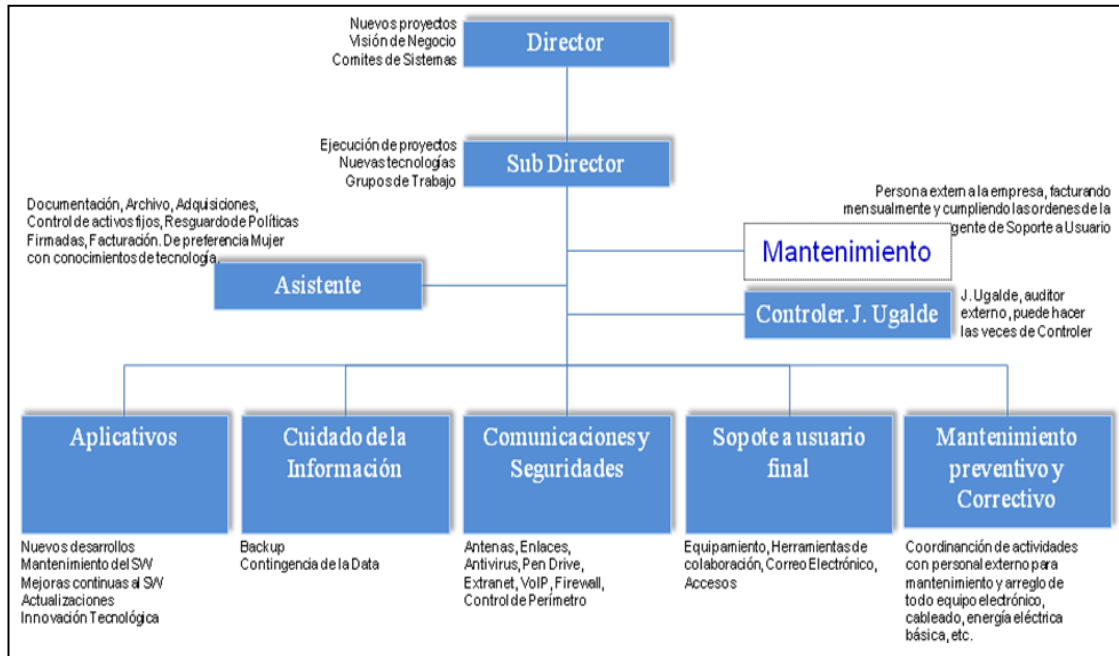 Nuevos proyectos
Visión de Negocio
Comites de Sistemas
Director
Ejecución de proyectos
Nuevas tecnologías
Grupos de Trabajo
Sub Director
Documentación, Archivo, Adquisiciones,
Control de activos fijos, Resguardo de Políticas
Firmadas, Facturación. De preferencia Mujer
con conocimientos de tecnología.
Asistente
Persona externa la empresa, facturando
mensualmente y cumpliendo las ordenes de la
gente de Soporte a Usuario
Mantenimiento
Controler. J. Ugalde
J. Ugalde, auditor
externo, puede hacer
las veces de Controler
Aplicativos
Nuevos desarrollos
Mantenimiento del SW
Mejoras continuas al SW
Actualizaciones
Innovación Tecnológica
Cuidado de la
Información
Backup
Contingencia de la Data
Comunicaciones y
Seguridades
Antenas, Enlaces,
Antivirus, Pen Drive,
Extranet, VoIP, Firewall,
Control de Perímetro
Sopote a usuario
final
Equipamiento, Herramientas de
colaboración, Correo Electrónico,
Accesos
Mantenimiento
preventivo y
Correctivo
Coordinanción de actividades
con personal externo para
mantenimiento y arreglo de
todo equipo electrónico,
cableado, energía eléctrica
básica, etc.